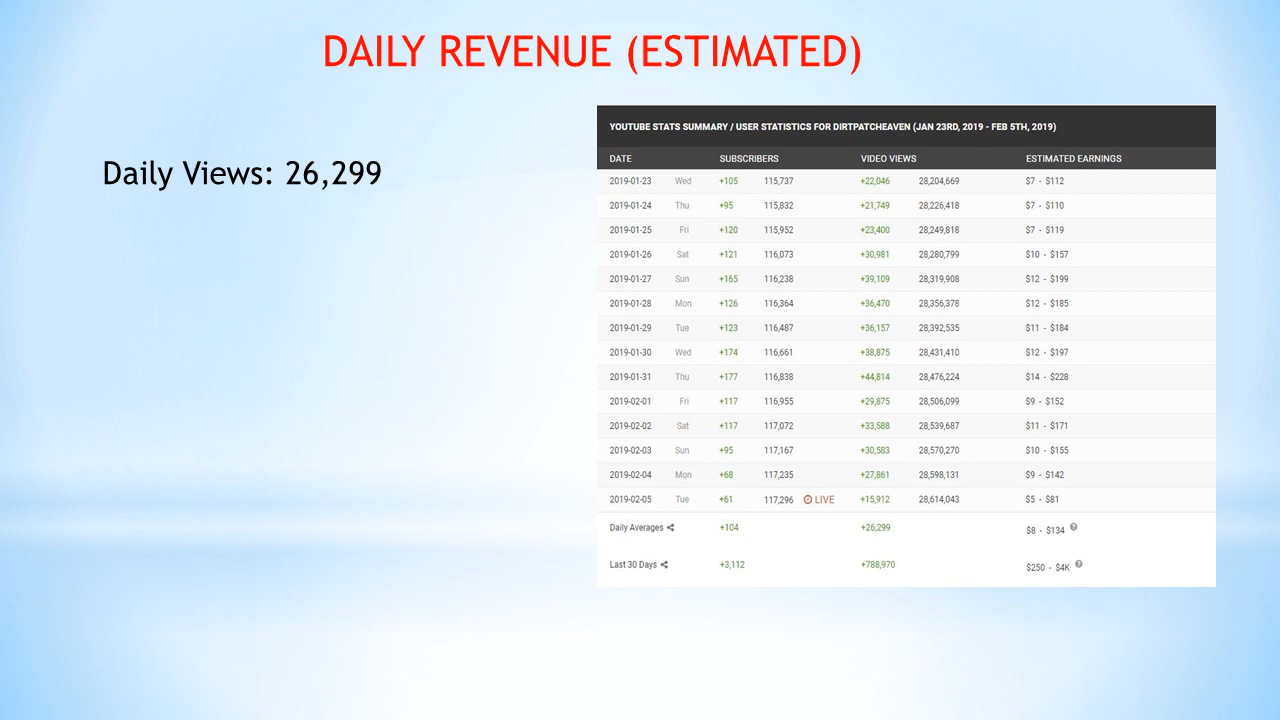 DAILY REVENUE (ESTIMATED)
Daily Views: 26,299
YOUTUBE STATS SUMMARY / USER STATISTICS FOR DIRTPATCHEAVEN (JAN 23RD, 2019 - FEB 5TH, 2019)
DATE SUBSCRIBERS VIDEO VIEWS ESTIMATED EARNINGS
2019-01-23 Wed +105 115,737 +22,046 28,204,669 $7 - $112
2019-01-24 Thu +95 115,832 +21,749 28,226,418 $7 - $110
2019-01-25 Fri +120 115,952 +23,400 28,249,818 $7 - $119
2019-01-26 Sat +121 116,073 +30,981 28,280,799 $10 - $157
2019-01-27 Sun +165 116,238 +39,109 28,319,908 $12 - $199
2019-01-28 Mon +126 116,364 +36,470 28,356,378 $12 - $185
2019-01-29 Tue +123 116,487 +36,157 28,392,535 $11 - $184
2019-01-30 Wed +174 116,661 +38,875 28,431,410 $12 - $197
2019-01-31 Thu +177 116,838 +44,814 28,476,224 $14 - $228
2019-02-01 Fri +117 116,955 +29,875 28,506,099 $9 - $152
2019-02-02 Sat +117 117,072 +33,588 28,539,687 $11 - $171
2019-02-03 Sun +95 117,167 +30,583 28,570,270 $10 - $155
2019-02-04 Mon +68 117,235 +27,861 28,598,131 $9 - $142
2019-02-05 Tue +61 117,296 LIVE +15,912 28,614,043 $5 - $81
Daily Averages +104 +26,299 $8 - $134 ?
Last 30 Days +3,112 +788,970 $250 - $4K ?